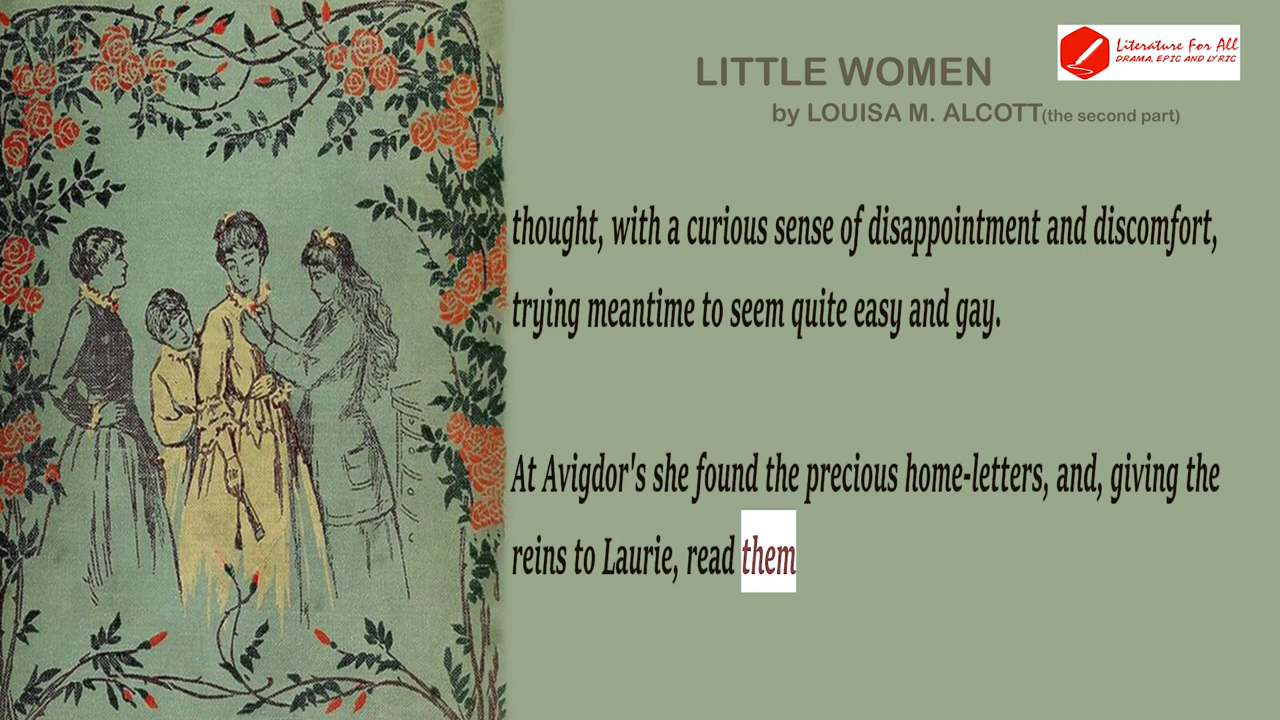 LITTLE WOMEN
by LOUISA M. ALCOTT(the second part)
Literature For All
DRAMA, EPIC AND LYRIC
thought, with a curious sense of disappointment and discomfort,
trying meantime to seem quite easy and gay.
At Avigdor's she found the precious home-letters, and, giving the
reins to Laurie, read them